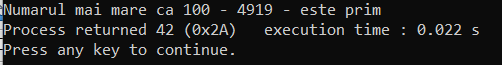 Numarul mai mare ca 100 - 4919 - este prim
Process returned 42 (0x2A)   execution time : 0.022 s
Press any key to continue.